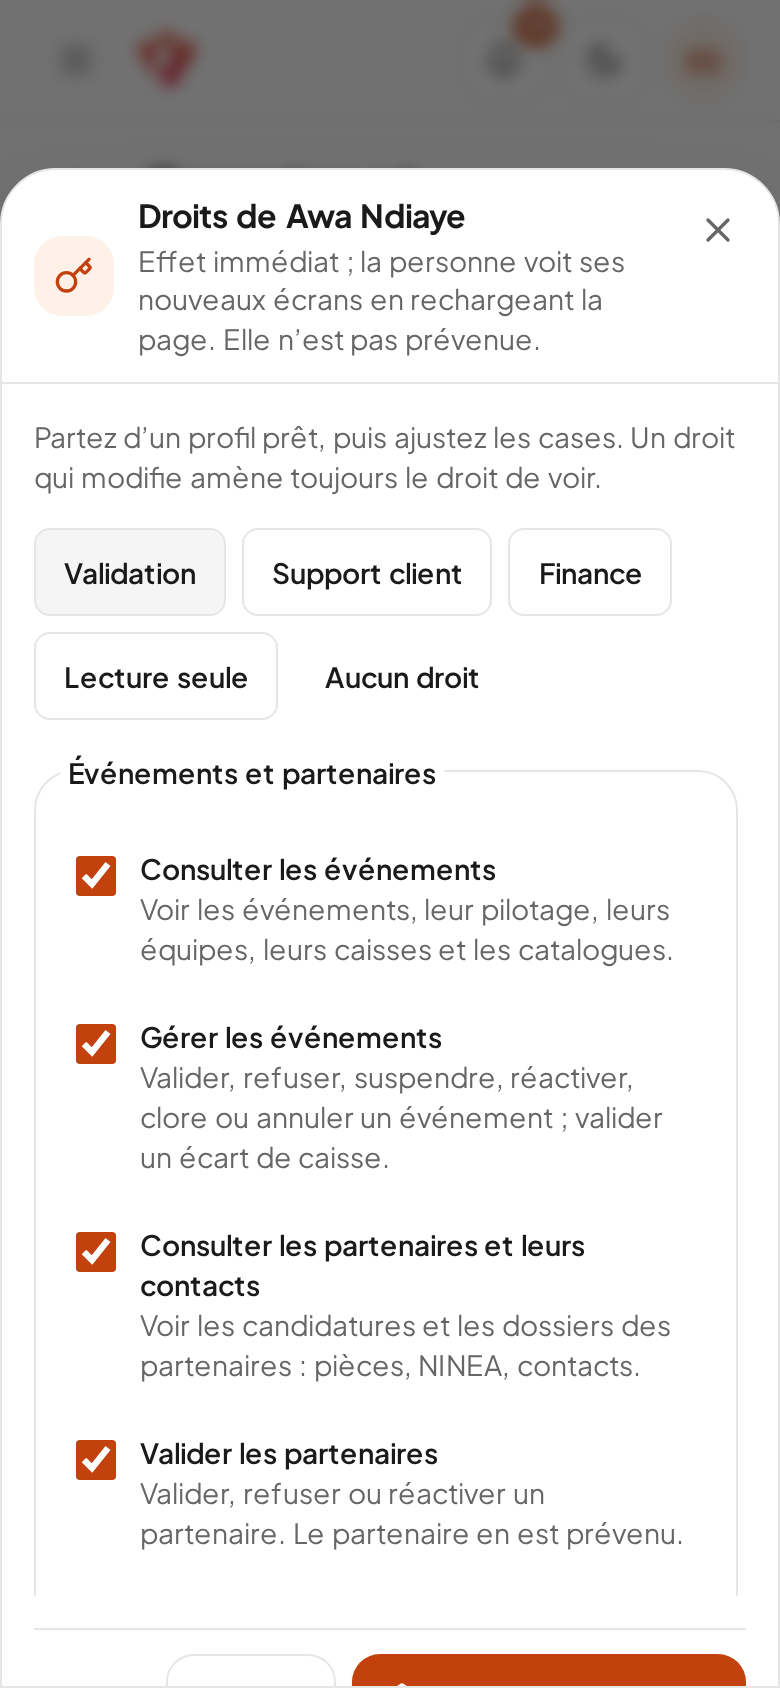 Droits de Awa Ndiaye
Effet immédiat ; la personne voit ses
nouveaux écrans en rechargeant la
page. Elle n’est pas prévenue.
Partez d’un profil prêt, puis ajustez les cases. Un droit
qui modifie amène toujours le droit de voir.
Validation
Support client
Finance
Lecture seule
Aucun droit
Événements et partenaires
Consulter les événements
Voir les événements, leur pilotage, leurs
équipes, leurs caisses et les catalogues.
Gérer les événements
Valider, refuser, suspendre, réactiver,
clore ou annuler un événement ; valider
un écart de caisse.
Consulter les partenaires et leurs
contacts
Voir les candidatures et les dossiers des
partenaires : pièces, NINEA, contacts.
Valider les partenaires
Valider, refuser ou réactiver un
partenaire. Le partenaire en est prévenu.